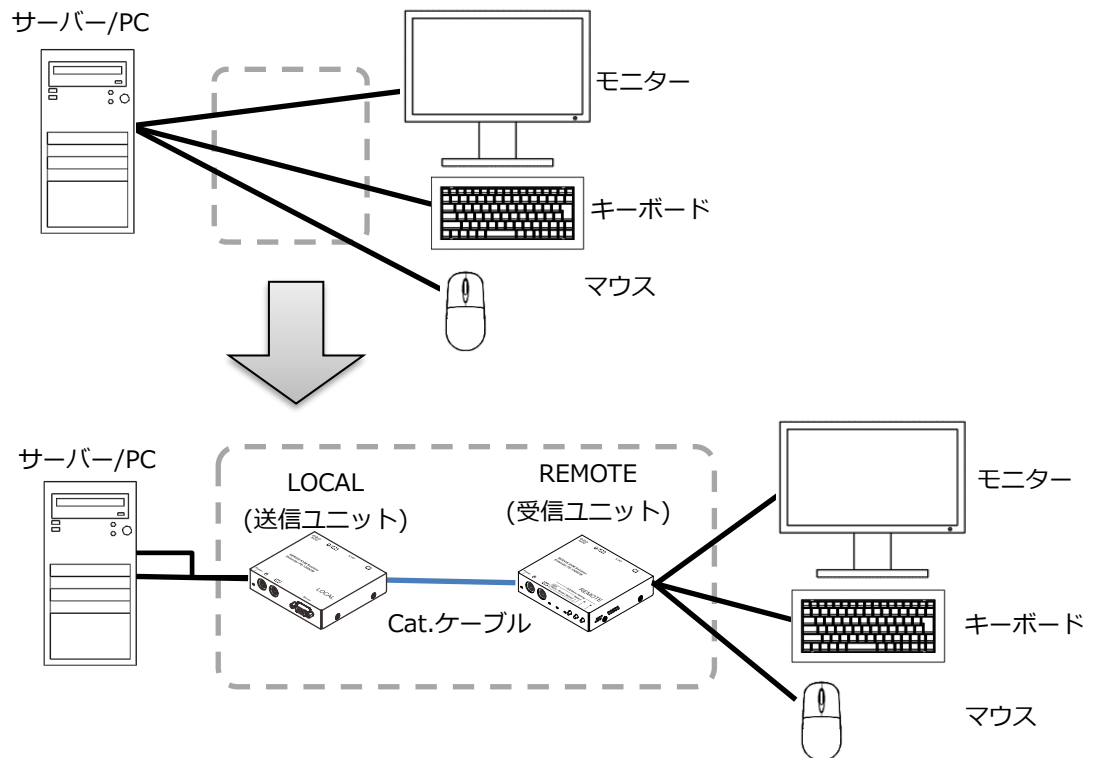 サーバー/PC
モニター
キーボード
マウス
サーバー/PC
LOCAL
(送信ユニット)
REMOTE
(受信ユニット)
モニター
LOCAL
REMOTE
Cat.ケーブル
キーボード
マウス